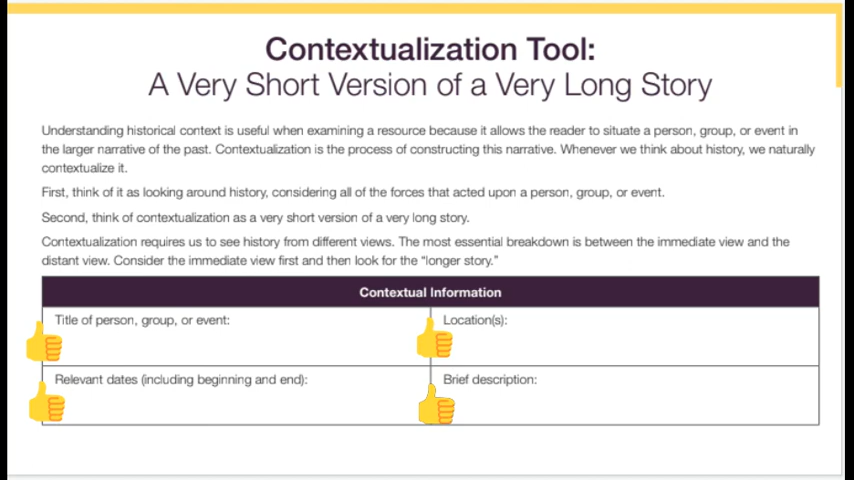 Contextualization Tool:
A Very Short Version of a Very Long Story
Understanding historical context is useful when examining a resource because it allows the reader to situate a person, group, or event in
the larger narrative of the past. Contextualization is the process of constructing this narrative. Whenever we think about history, we naturally
contextualize it.
First, think of it as looking around history, considering all of the forces that acted upon a person, group, or event.
Second, think of contextualization as a very short version of a very long story.
Contextualization requires us to see history from different views. The most essential breakdown is between the immediate view and the
distant view. Consider the immediate view first and then look for the “longer story.”
Contextual Information
Title of person, group, or event:
Location(s):
Relevant dates (including beginning and end):
Brief description: